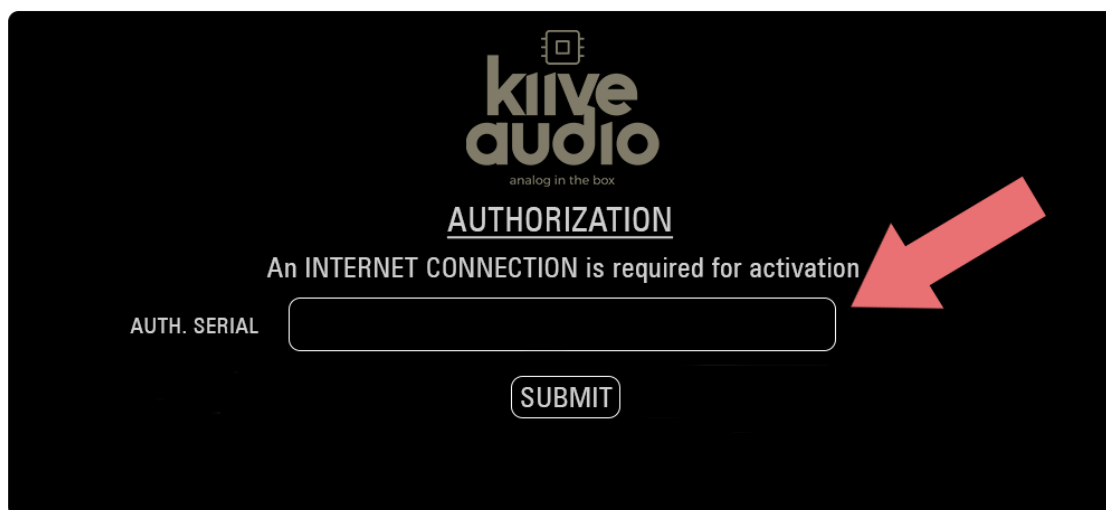 kiive
audio
analog in the box
AUTHORIZATION
An INTERNET CONNECTION is required for activation
AUTH. SERIAL
SUBMIT